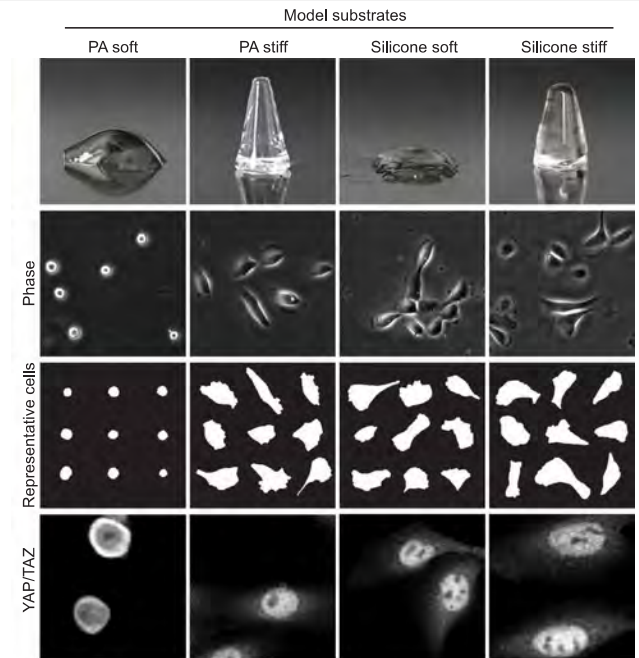 Model substrates
PA soft
PA stiff
Silicone soft
Silicone stiff
Phase
Representative cells
YAP/TAZ